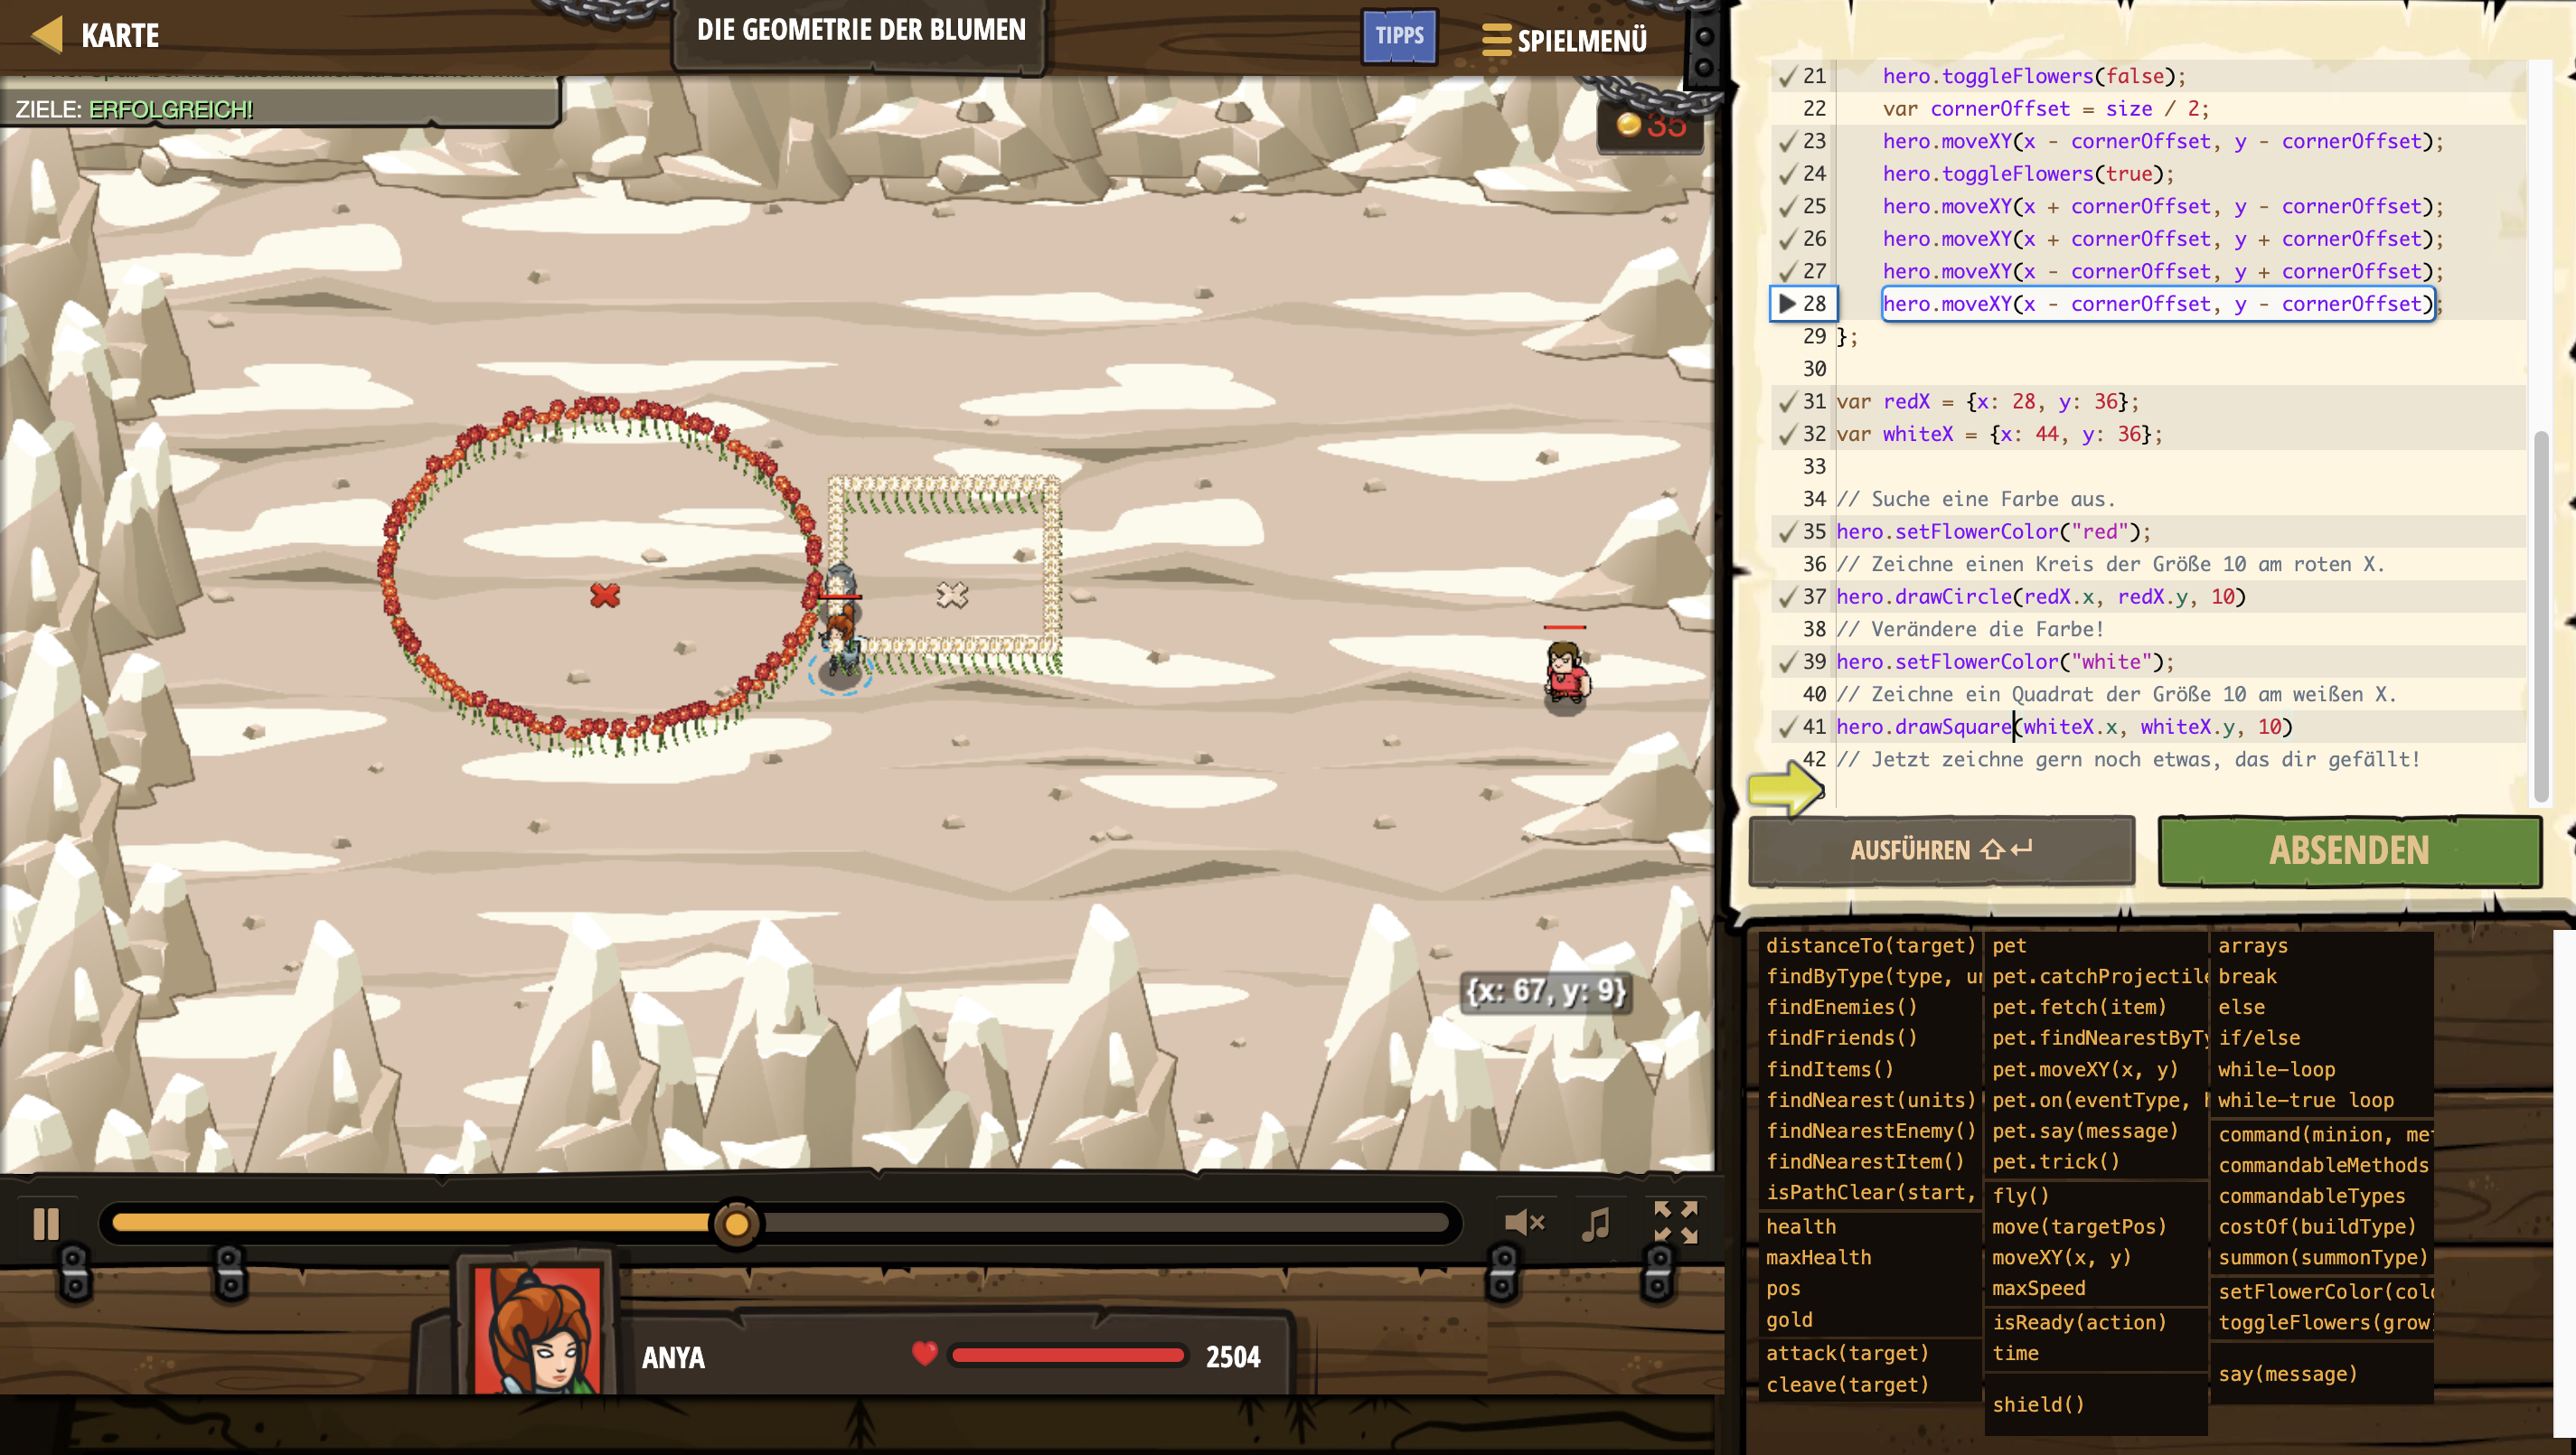 KARTE
DIE GEOMETRIE DER BLUMEN
TIPPS
SPIELMENÜ
ZIELE: ERFOLGREICH!
35
{x: 67, y: 9}
ANYA
2504
21 hero.toggleFlowers(false);
22 var cornerOffset = size / 2;
23 hero.moveXY(x - cornerOffset, y - cornerOffset);
24 hero.toggleFlowers(true);
25 hero.moveXY(x + cornerOffset, y - cornerOffset);
26 hero.moveXY(x + cornerOffset, y + cornerOffset);
27 hero.moveXY(x - cornerOffset, y + cornerOffset);
28 hero.moveXY(x - cornerOffset, y - cornerOffset);
29 };
30
31 var redX = {x: 28, y: 36};
32 var whiteX = {x: 44, y: 36};
33
34 // Suche eine Farbe aus.
35 hero.setFlowerColor("red");
36 // Zeichne einen Kreis der Größe 10 am roten X.
37 hero.drawCircle(redX.x, redX.y, 10)
38 // Verändere die Farbe!
39 hero.setFlowerColor("white");
40 // Zeichne ein Quadrat der Größe 10 am weißen X.
41 hero.drawSquare(whiteX.x, whiteX.y, 10)
42 // Jetzt zeichne gern noch etwas, das dir gefällt!
AUSFÜHREN
ABSENDEN
distanceTo(target)
findByType(type, un
findEnemies()
findFriends()
findItems()
findNearest(units)
findNearestEnemy()
findNearestItem()
isPathClear(start,
health
maxHealth
pos
gold
attack(target)
cleave(target)
pet
pet.catchProjectile
pet.fetch(item)
pet.findNearestByTy
pet.moveXY(x, y)
pet.on(eventType, h
pet.say(message)
pet.trick()
fly()
move(targetPos)
moveXY(x, y)
maxSpeed
isReady(action)
time
shield()
arrays
break
else
if/else
while-loop
while-true loop
command(minion, met
commandableMethods
commandableTypes
costOf(buildType)
summon(summonType)
setFlowerColor(colo
toggleFlowers(grow)
say(message)